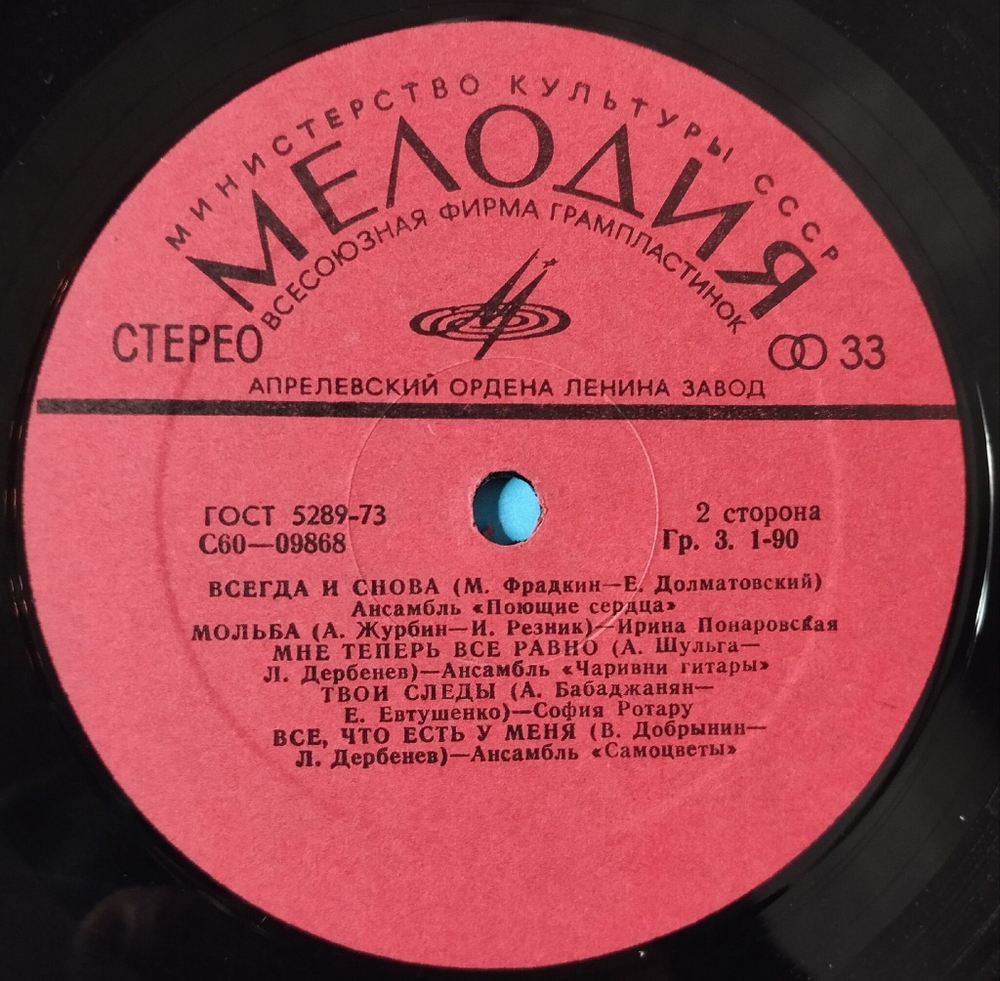 МИНИСТЕРСТВО КУЛЬТУРЫ СССР
МЕЛОДИЯ
ВСЕСОЮЗНАЯ ФИРМА ГРАМПЛАСТИНОК
СТЕРЕО
33
АПРЕЛЕВСКИЙ ОРДЕНА ЛЕНИНА ЗАВОД
ГОСТ 5289-73
2 сторона
С60—09868
Гр. 3. 1-90
ВСЕГДА И СНОВА (М. Фрадкин—Е. Долматовский)
Ансамбль «Поющие сердца»
МОЛЬБА (А. Журбин—И. Резник)—Ирина Понаровская
МНЕ ТЕПЕРЬ ВСЕ РАВНО (А. Шульга—
Л. Дербенев)—Ансамбль «Чаривни гитары»
ТВОИ СЛЕДЫ (А. Бабаджанян—
Е. Евтушенко)—София Ротару
ВСЕ, ЧТО ЕСТЬ У МЕНЯ (В. Добрынин—
Л. Дербенев)—Ансамбль «Самоцветы»